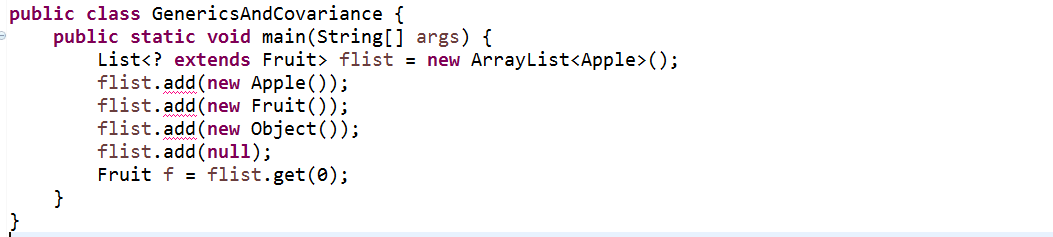 public class GenericsAndCovariance {
    public static void main(String[] args) {
        List<? extends Fruit> flist = new ArrayList<Apple>();
        flist.add(new Apple());
        flist.add(new Fruit());
        flist.add(new Object());
        flist.add(null);
        Fruit f = flist.get(0);
    }
}